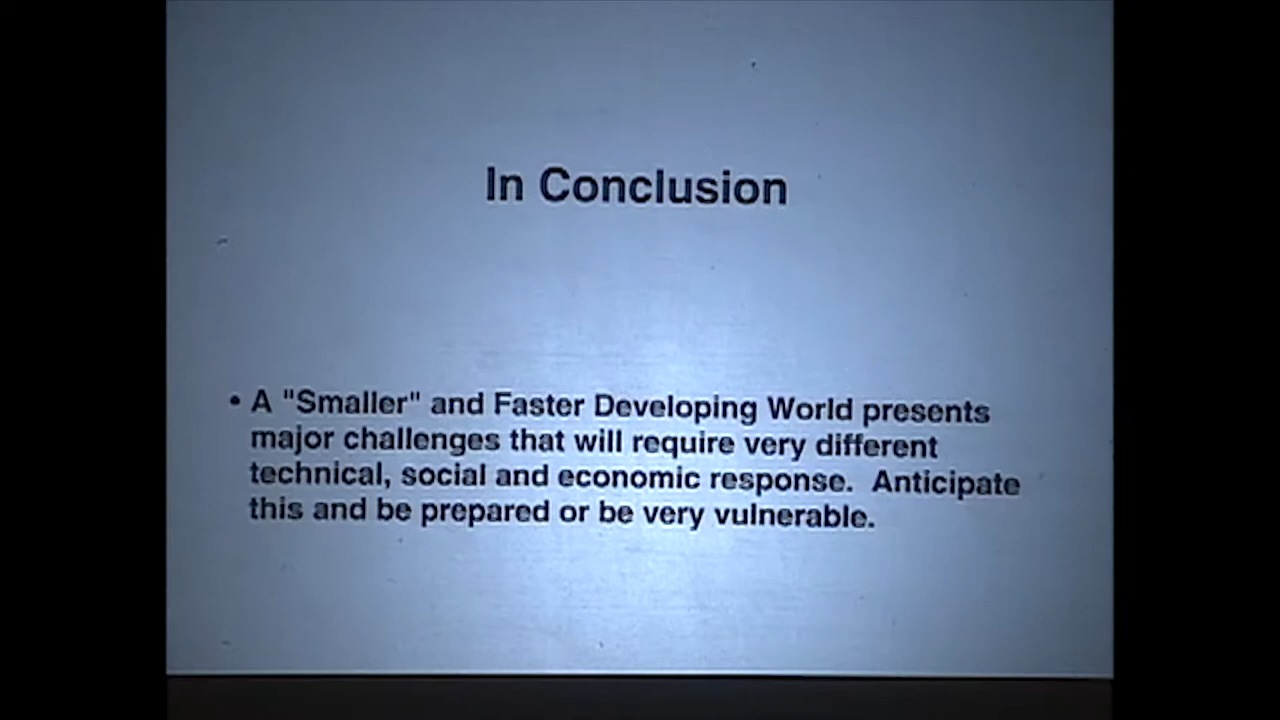 In Conclusion
• A "Smaller" and Faster Developing World presents
major challenges that will require very different
technical, social and economic response.  Anticipate
this and be prepared or be very vulnerable.